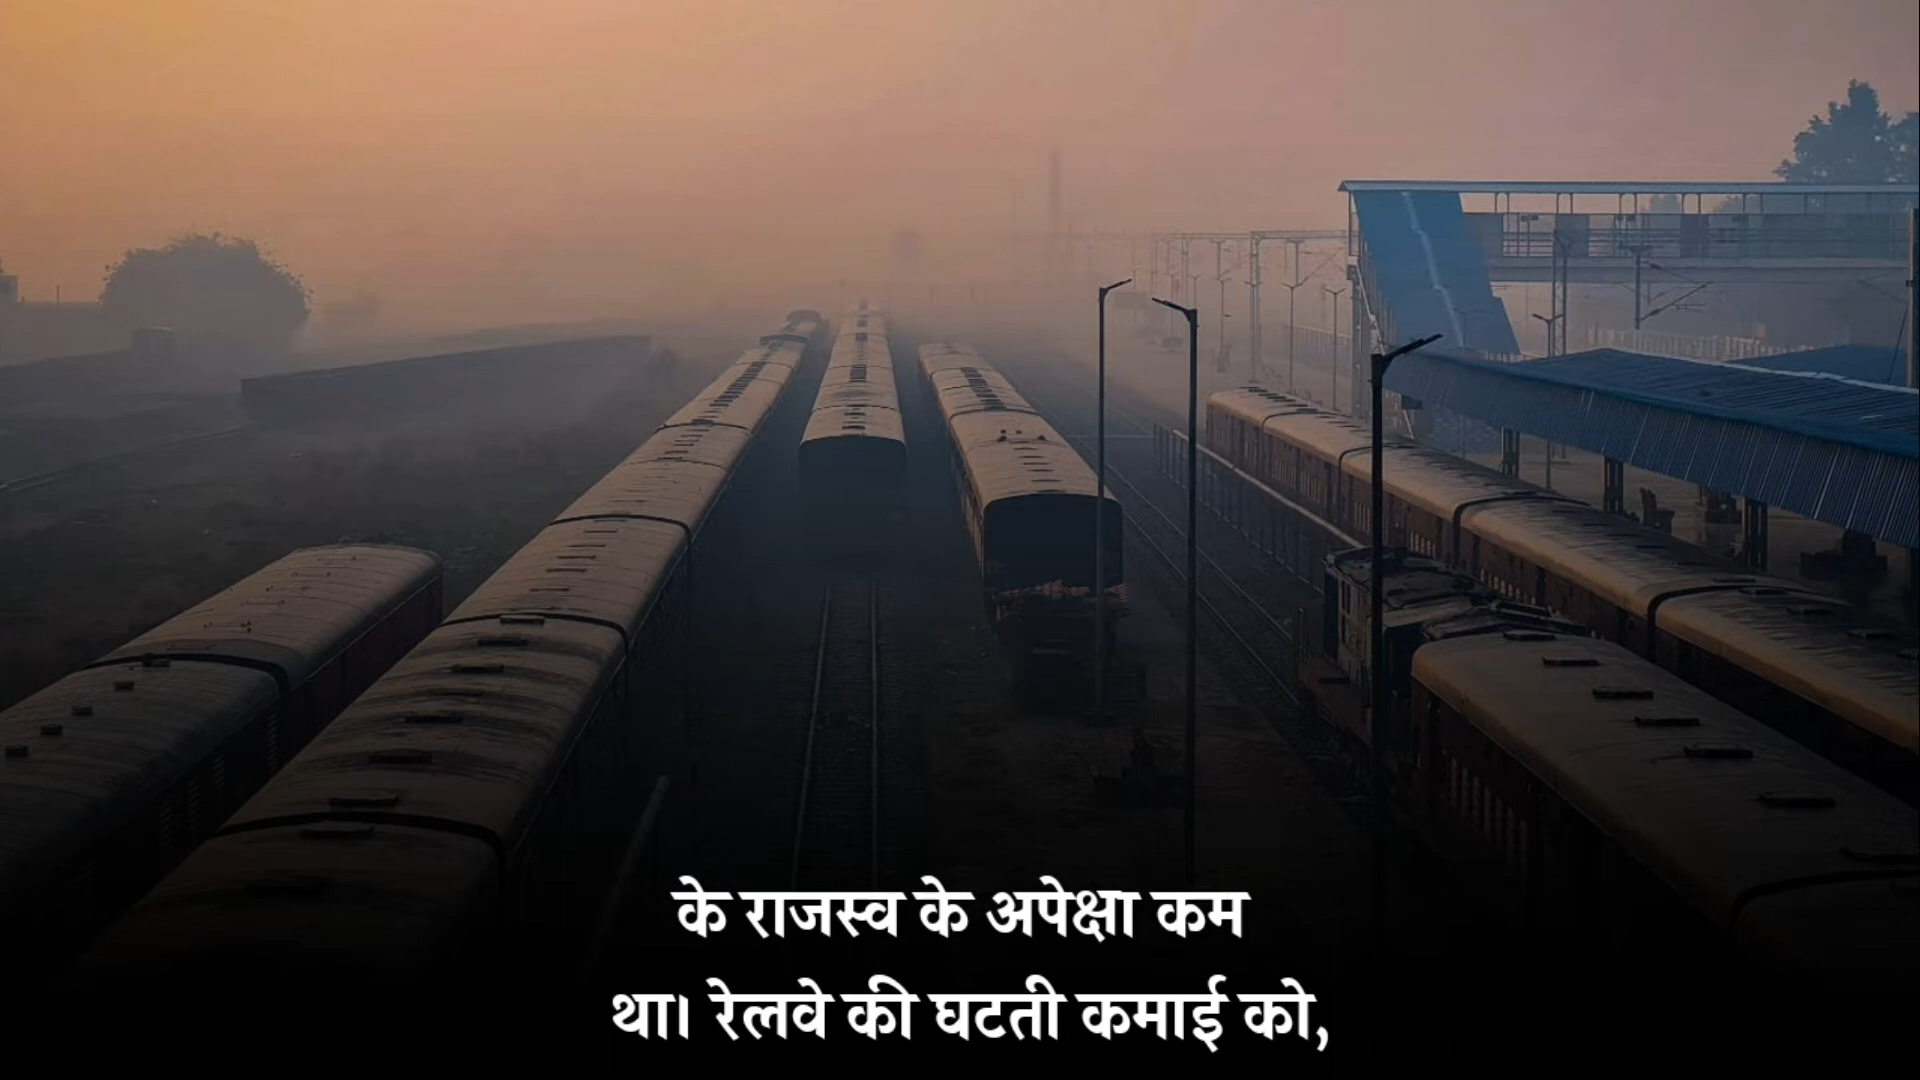 के राजस्व के अपेक्षा कम
था। रेलवे की घटती कमाई को,